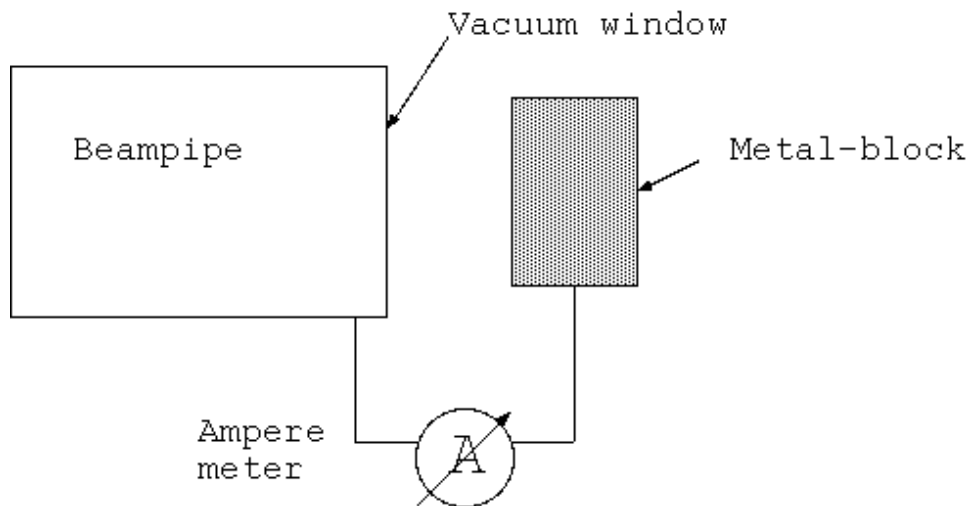 Vacuum window
Beampipe
Metal-block
Ampere
meter
A